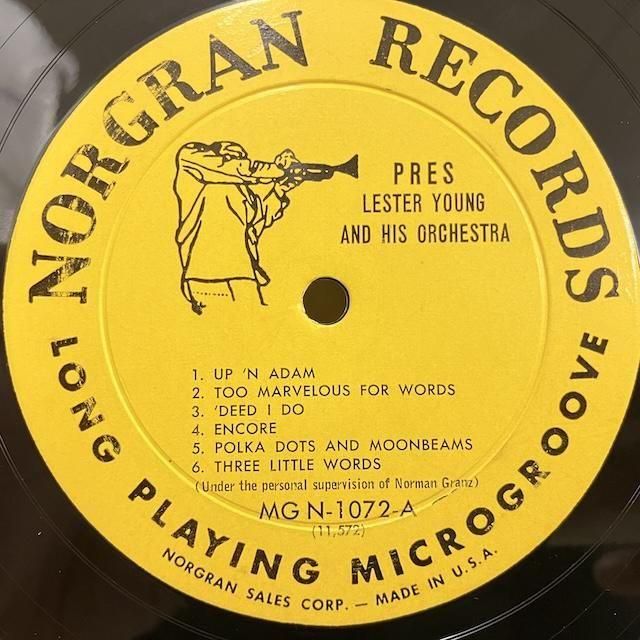 NORGRAN RECORDS
PRES
LESTER YOUNG
AND HIS ORCHESTRA
1. UP 'N ADAM
2. TOO MARVELOUS FOR WORDS
3. 'DEED I DO
4. ENCORE
5. POLKA DOTS AND MOONBEAMS
6. THREE LITTLE WORDS
(Under the personal supervision of Norman Granz)
MG N-1072-A
(11,572)
LONG PLAYING MICROGROOVE
NORGRAN SALES CORP. — MADE IN U.S.A.